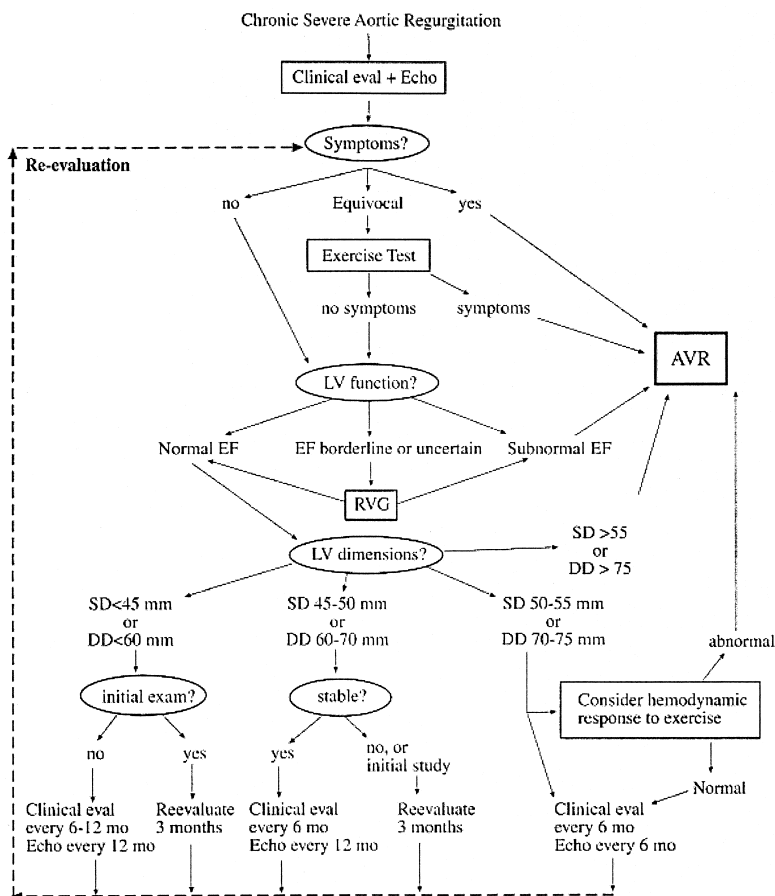 Chronic Severe Aortic Regurgitation
Clinical eval + Echo
Symptoms?
Re-evaluation
no
Equivocal
yes
Exercise Test
no symptoms
symptoms
AVR
LV function?
Normal EF
EF borderline or uncertain
Subnormal EF
RVG
LV dimensions?
SD >55
or
DD > 75
SD<45 mm
or
DD<60 mm
SD 45-50 mm
or
DD 60-70 mm
SD 50-55 mm
or
DD 70-75 mm
abnormal
initial exam?
stable?
Consider hemodynamic
response to exercise
no
yes
yes
no, or
initial study
Normal
Clinical eval
every 6-12 mo
Echo every 12 mo
Reevaluate
3 months
Clinical eval
every 6 mo
Echo every 12 mo
Reevaluate
3 months
Clinical eval
every 6 mo
Echo every 6 mo